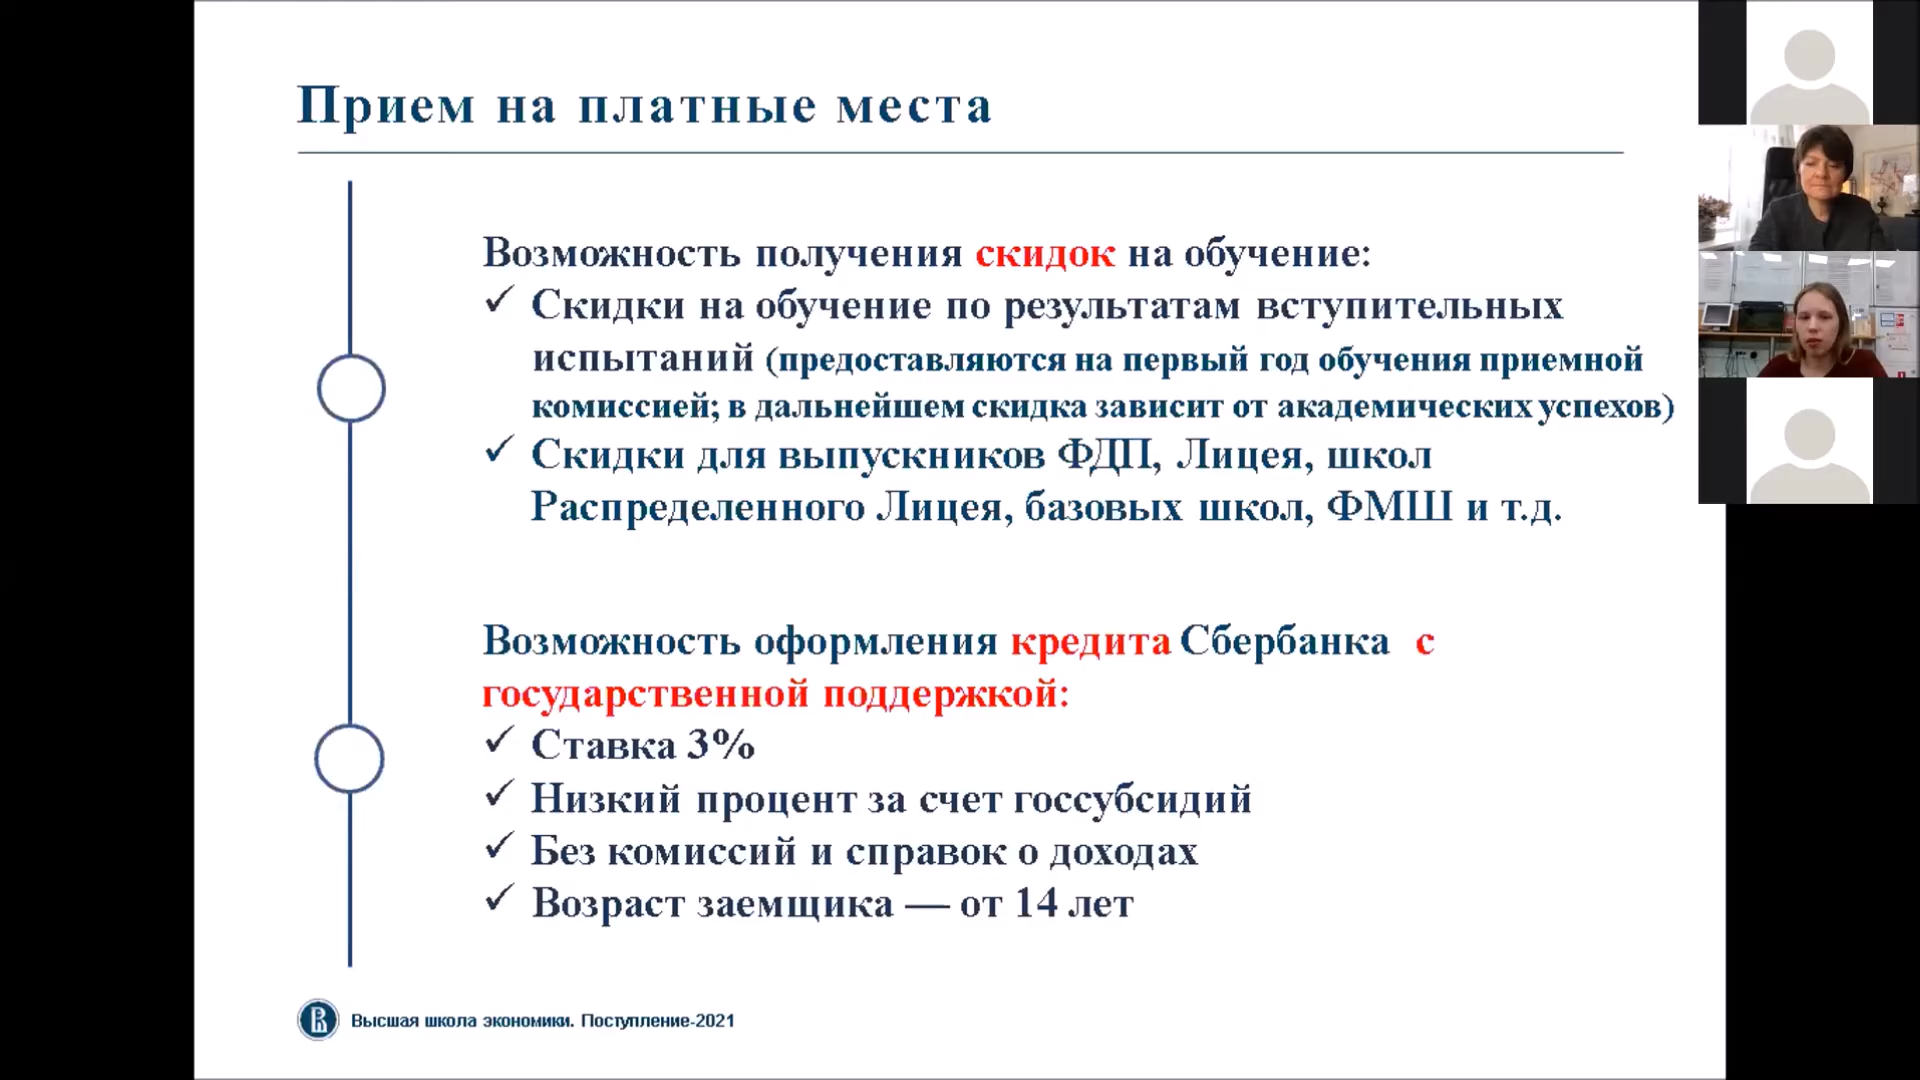 Прием на платные места
Возможность получения скидок на обучение:
✓ Скидки на обучение по результатам вступительных
испытаний (предоставляются на первый год обучения приемной
комиссией; в дальнейшем скидка зависит от академических успехов)
✓ Скидки для выпускников ФДП, Лицея, школ
Распределенного Лицея, базовых школ, ФМШ и т.д.
Возможность оформления кредита Сбербанка с
государственной поддержкой:
✓ Ставка 3%
✓ Низкий процент за счет госсубсидий
✓ Без комиссий и справок о доходах
✓ Возраст заемщика — от 14 лет
Высшая школа экономики. Поступление-2021